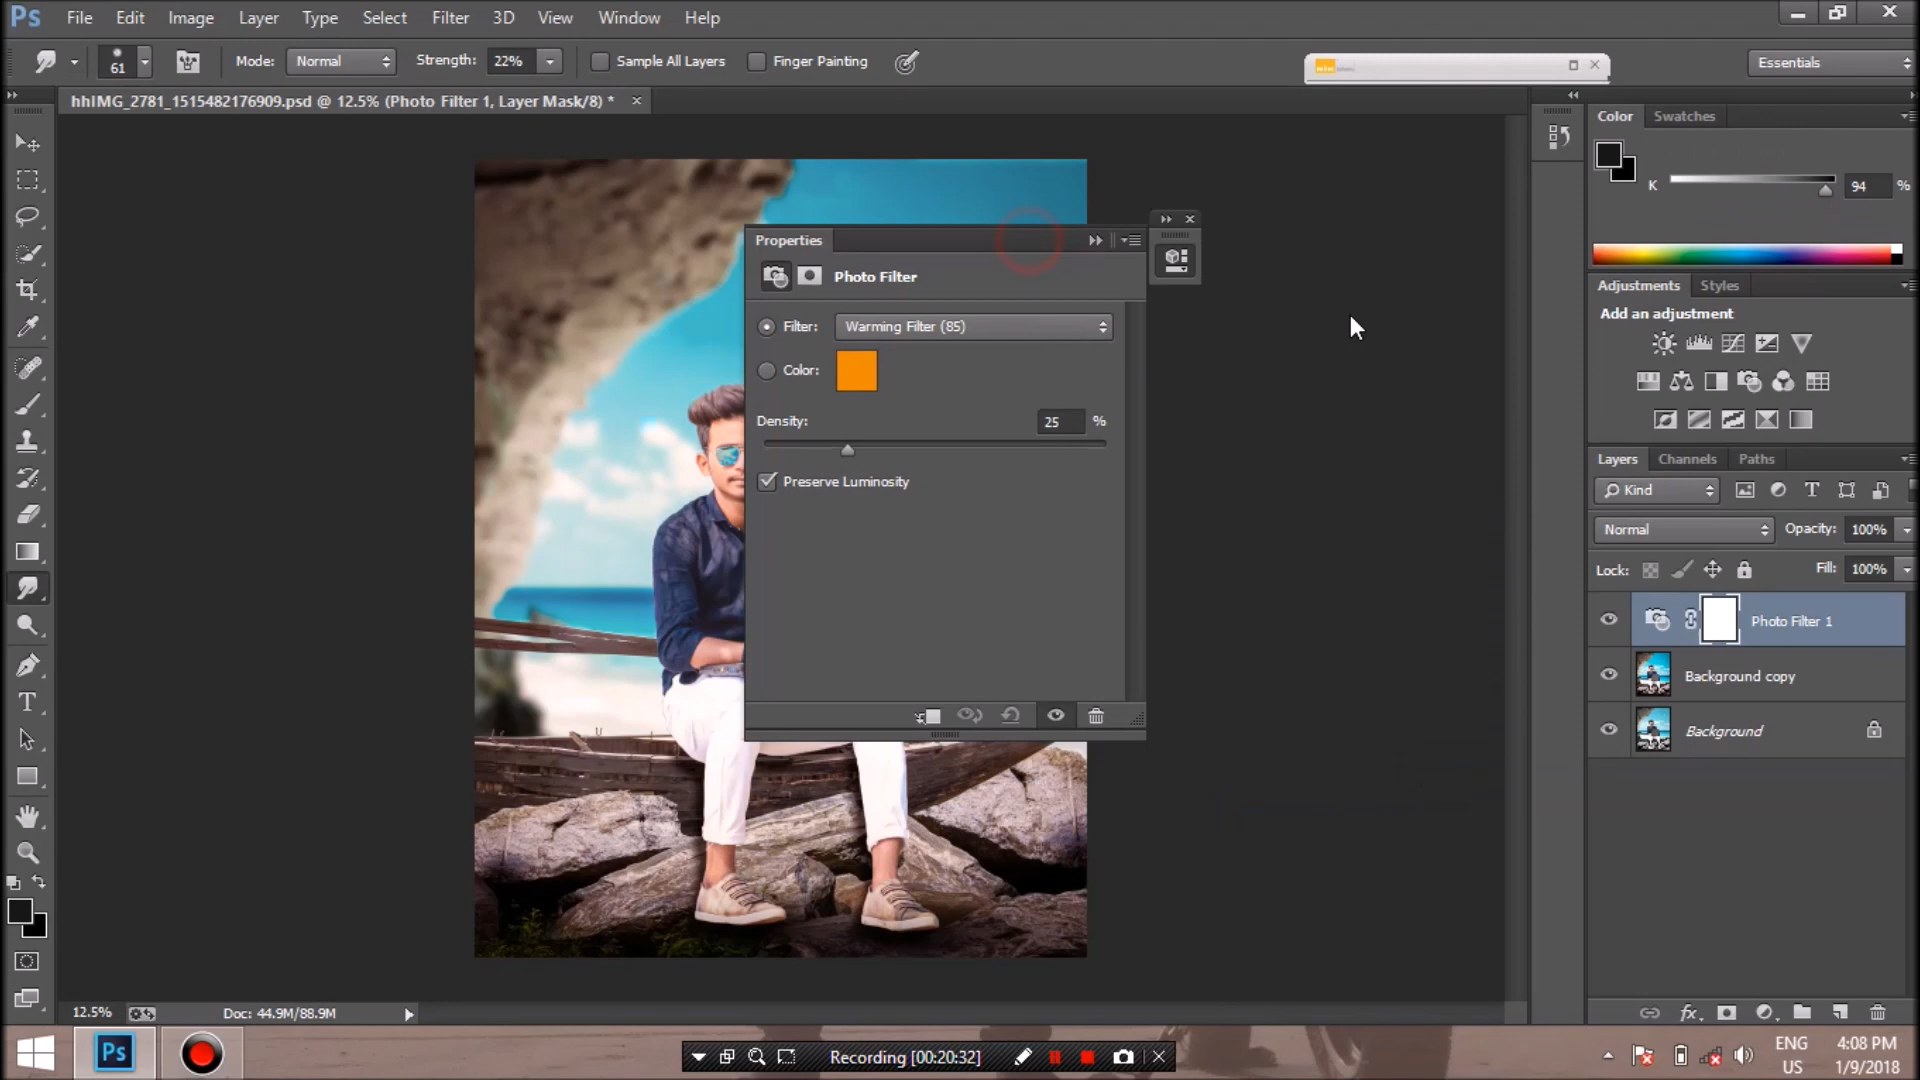 Ps File Edit Image Layer Type Select Filter 3D View Window Help
61 Mode: Normal Strength: 22% Sample All Layers Finger Painting Essentials
hhIMG_2781_1515482176909.psd @ 12.5% (Photo Filter 1, Layer Mask/8) *
Color Swatches
K 94 %
Properties
Photo Filter
Filter: Warming Filter (85)
Color:
Density: 25 %
Preserve Luminosity
Adjustments Styles
Add an adjustment
Layers Channels Paths
Kind
Normal Opacity: 100%
Lock: Fill: 100%
Photo Filter 1
Background copy
Background
12.5% Doc: 44.9M/88.9M
Ps Recording [00:20:32]
ENG 4:08 PM
US 1/9/2018